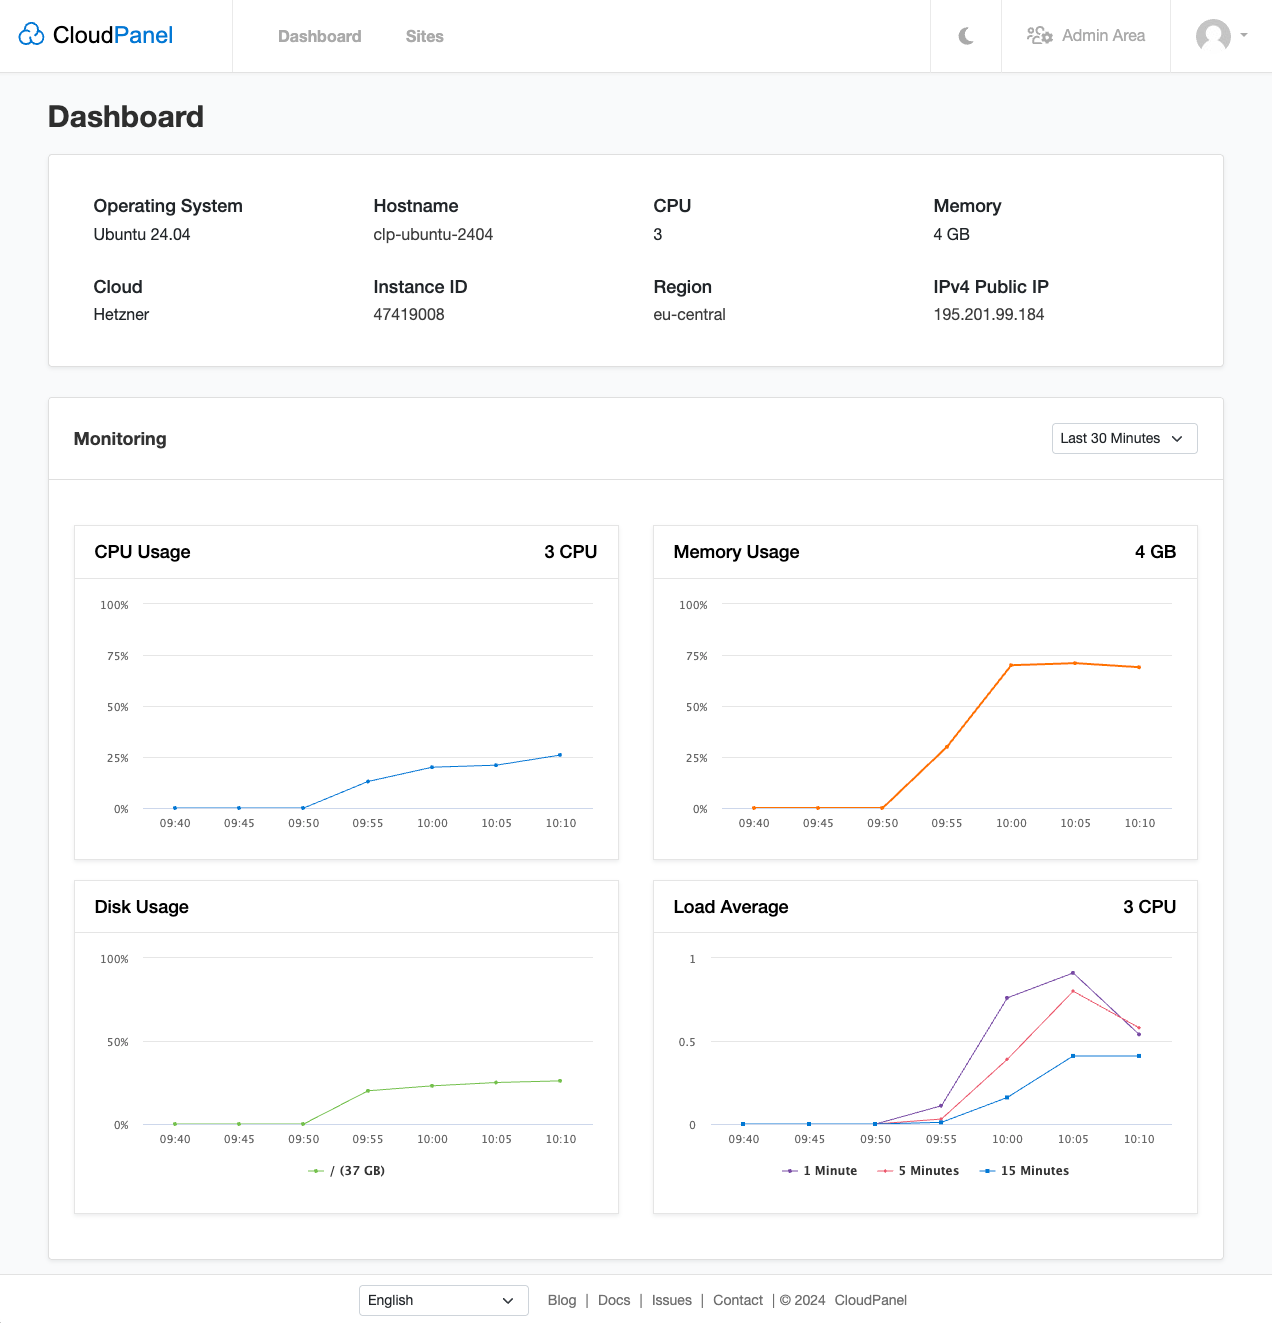 CloudPanel
Dashboard
Sites
Admin Area
Dashboard
Operating System
Ubuntu 24.04
Hostname
clp-ubuntu-2404
CPU
3
Memory
4 GB
Cloud
Hetzner
Instance ID
47419008
Region
eu-central
IPv4 Public IP
195.201.99.184
Monitoring
Last 30 Minutes
CPU Usage
3 CPU
100%
75%
50%
25%
0%
09:40 09:45 09:50 09:55 10:00 10:05 10:10
Memory Usage
4 GB
100%
75%
50%
25%
0%
09:40 09:45 09:50 09:55 10:00 10:05 10:10
Disk Usage
100%
50%
0%
09:40 09:45 09:50 09:55 10:00 10:05 10:10
/ (37 GB)
Load Average
3 CPU
1
0.5
0
09:40 09:45 09:50 09:55 10:00 10:05 10:10
1 Minute 5 Minutes 15 Minutes
English
Blog | Docs | Issues | Contact | © 2024 CloudPanel